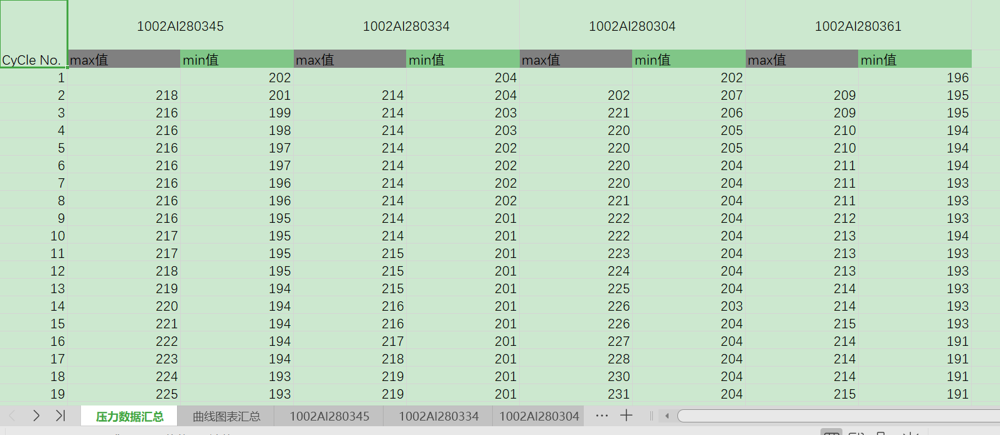 1002AI280345 1002AI280334 1002AI280304 1002AI280361
CyCle No. max值 min值 max值 min值 max值 min值 max值 min值
1 202 204 202 196
2 218 201 214 204 202 207 209 195
3 216 199 214 203 221 206 209 195
4 216 198 214 203 220 205 210 194
5 216 197 214 202 220 205 210 194
6 216 197 214 202 220 204 211 194
7 216 196 214 202 220 204 211 193
8 216 196 214 202 221 204 211 193
9 216 195 214 201 222 204 212 193
10 217 195 214 201 222 204 213 194
11 217 195 215 201 223 204 213 193
12 218 195 215 201 224 204 213 193
13 219 194 215 201 225 204 214 193
14 220 194 216 201 226 203 214 193
15 221 194 216 201 226 204 215 193
16 222 194 217 201 227 204 214 191
17 223 194 218 201 228 204 214 191
18 224 193 219 201 230 204 214 191
19 225 193 219 201 231 204 215 191
压力数据汇总 曲线图表汇总 1002AI280345 1002AI280334 1002AI280304 ···